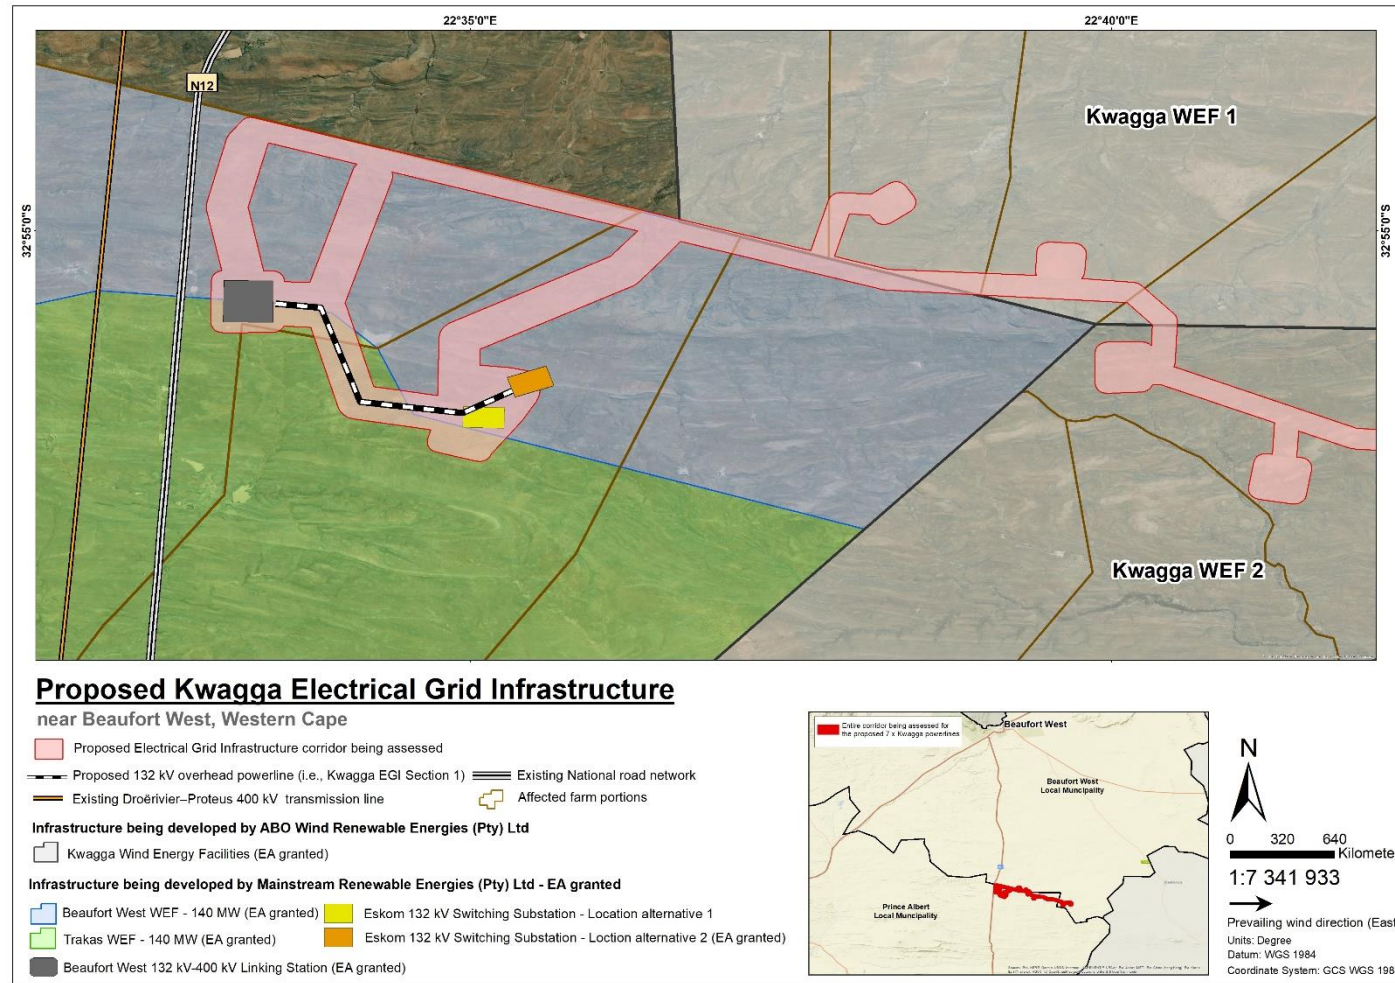 22°35'0"E
22°40'0"E
N12
Kwagga WEF 1
32°55'0"S
32°55'0"S
Kwagga WEF 2
Proposed Kwagga Electrical Grid Infrastructure
near Beaufort West, Western Cape
Proposed Electrical Grid Infrastructure corridor being assessed
Proposed 132 kV overhead powerline (i.e., Kwagga EGI Section 1)
Existing National road network
Existing Droërivier–Proteus 400 kV transmission line
Affected farm portions
Infrastructure being developed by ABO Wind Renewable Energies (Pty) Ltd
Kwagga Wind Energy Facilities (EA granted)
Infrastructure being developed by Mainstream Renewable Energies (Pty) Ltd - EA granted
Beaufort West WEF - 140 MW (EA granted)
Eskom 132 kV Switching Substation - Location alternative 1
Trakas WEF - 140 MW (EA granted)
Eskom 132 kV Switching Substation - Loction alternative 2 (EA granted)
Beaufort West 132 kV-400 kV Linking Station (EA granted)
Entire corridor being assessed for
the proposed 7 x Kwagga powerlines
Beaufort West
Beaufort West
Local Muncipality
Prince Albert
Local Municipality
N
0 320 640
Kilomete
1:7 341 933
Prevailing wind direction (East
Units: Degree
Datum: WGS 1984
Coordinate System: GCS WGS 198